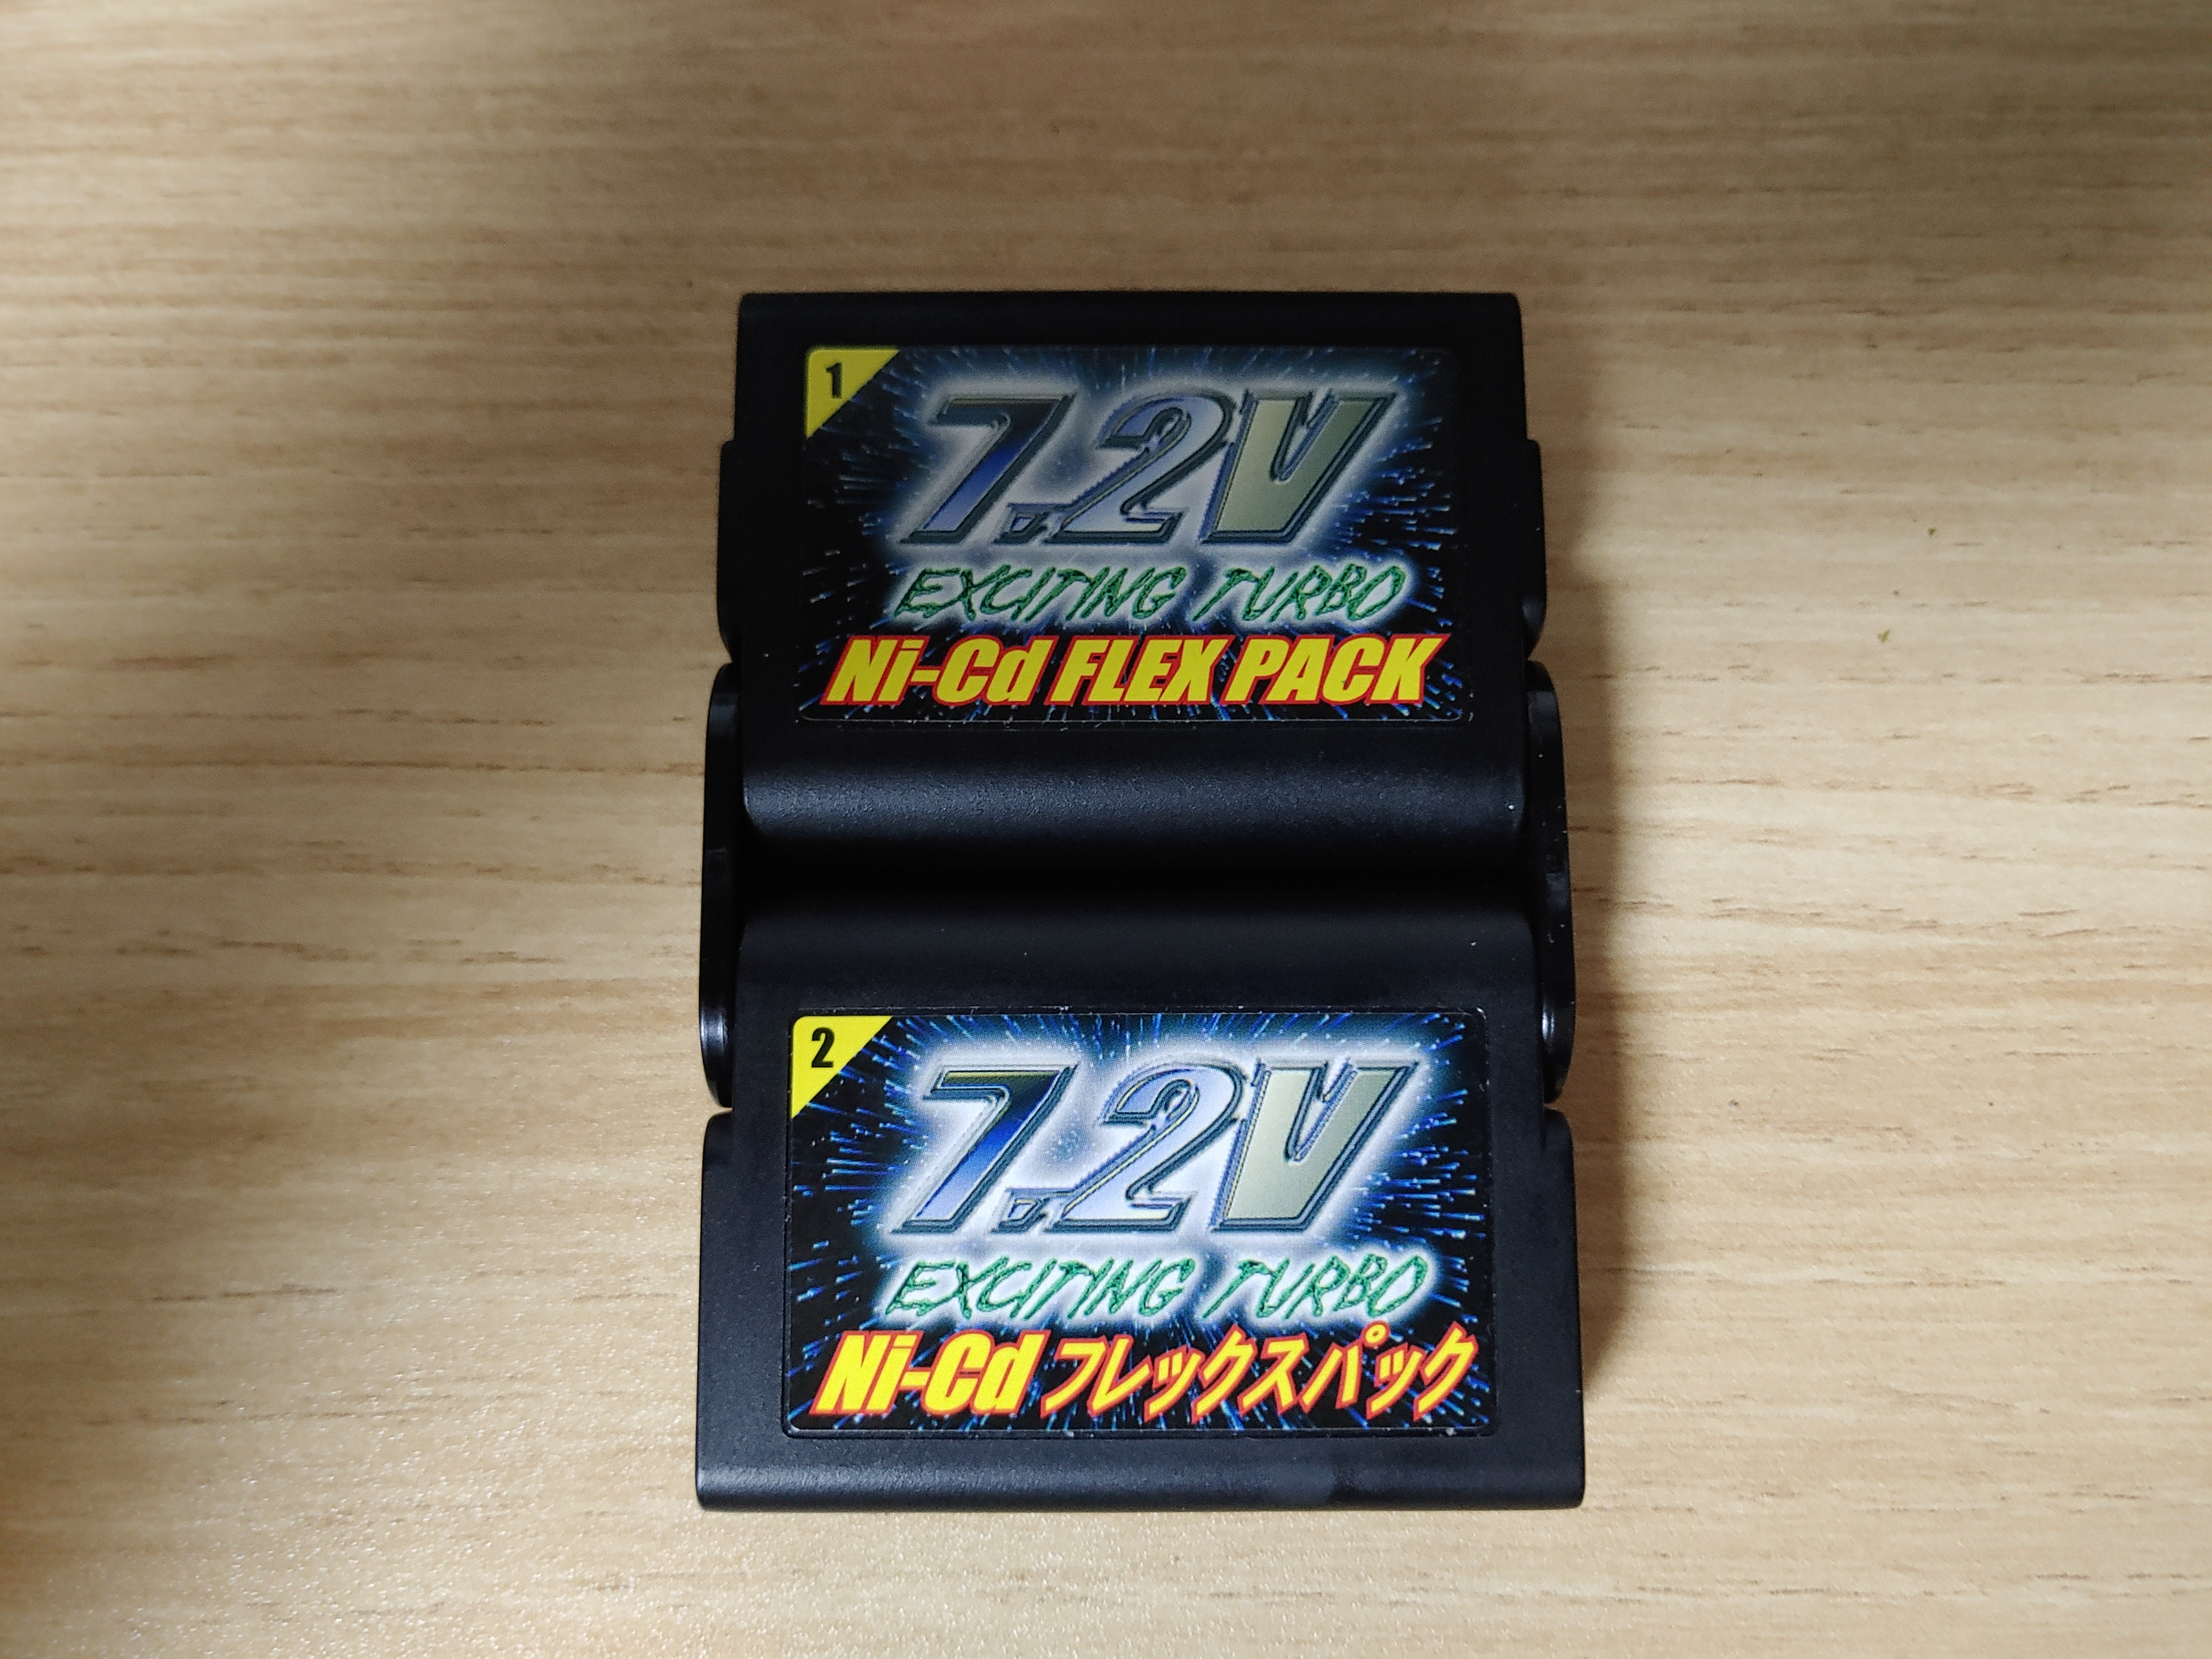 1
7.2V
EXCITING TURBO
Ni-Cd FLEX PACK
2
7.2V
EXCITING TURBO
Ni-Cd フレックスパック